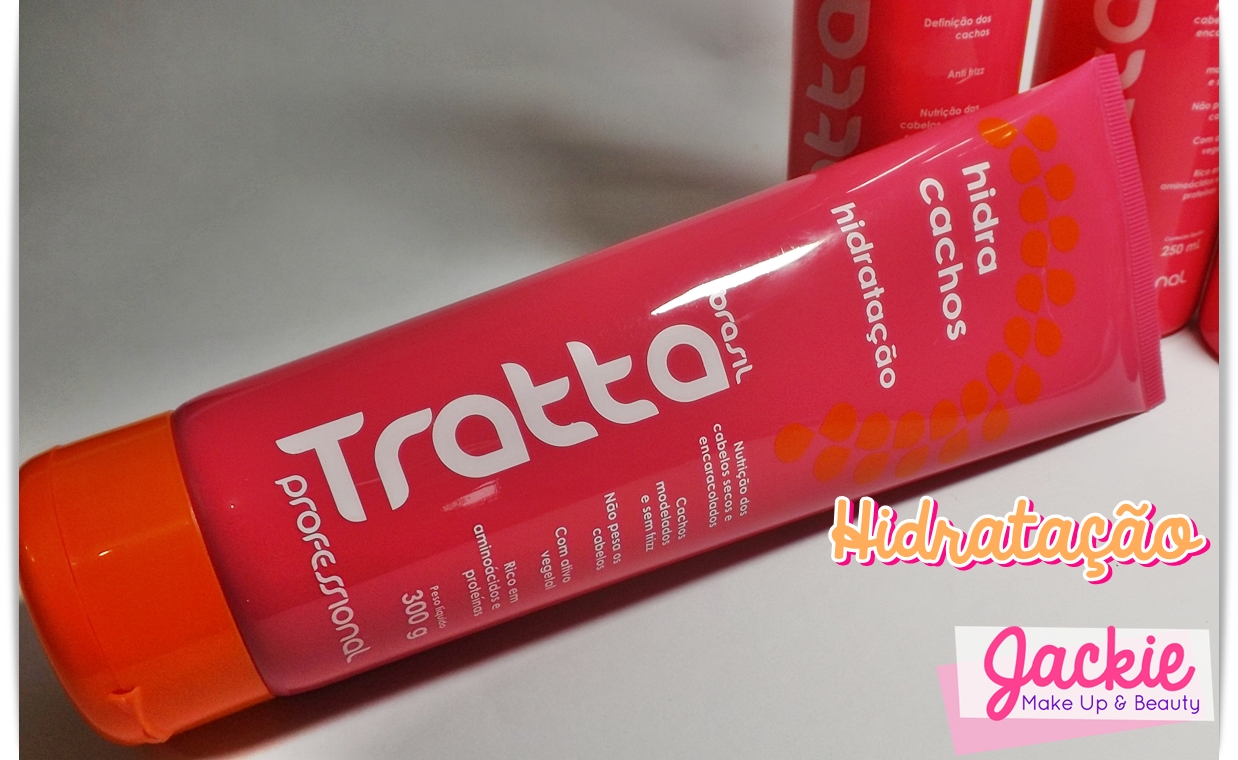 Definição dos
cachos
Anti frizz
Nutrição dos
250 mL
hidra
cachos
hidratação
Tratta
brasil
professional
Nutrição dos
cabelos secos e
encaracolados
Cachos
modelados
e sem frizz
Não pesa os
cabelos
Com ativo
vegetal
Rico em
aminoácidos e
proteínas
Peso líquido
300 g
Hidratação
Jackie
Make Up & Beauty